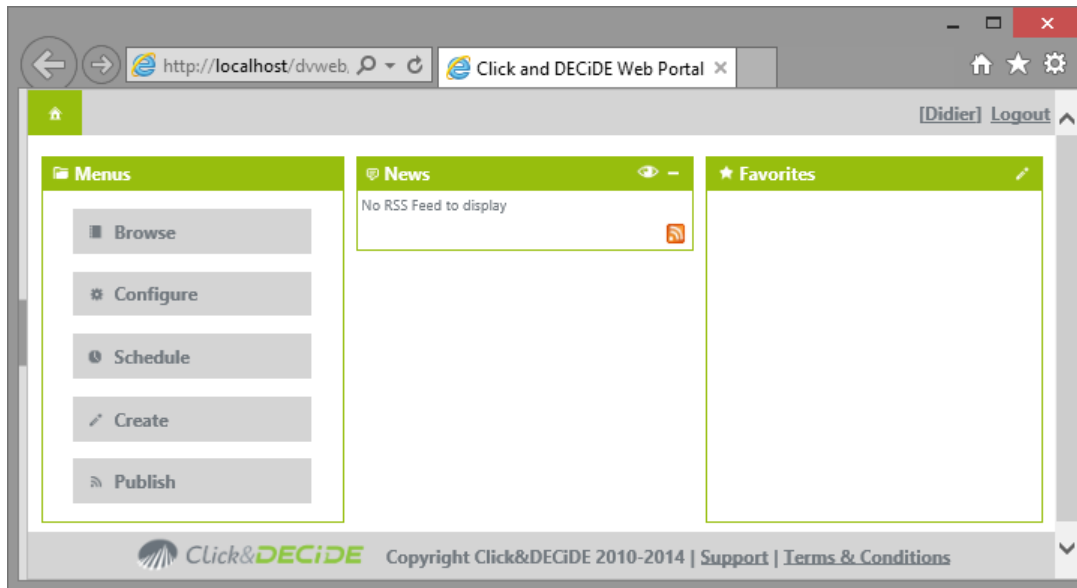 http://localhost/dvweb,
Click and DECiDE Web Portal
[Didier] Logout
Menus
Browse
Configure
Schedule
Create
Publish
News
No RSS Feed to display
Favorites
Click&DECiDE
Copyright Click&DECiDE 2010-2014 | Support | Terms & Conditions